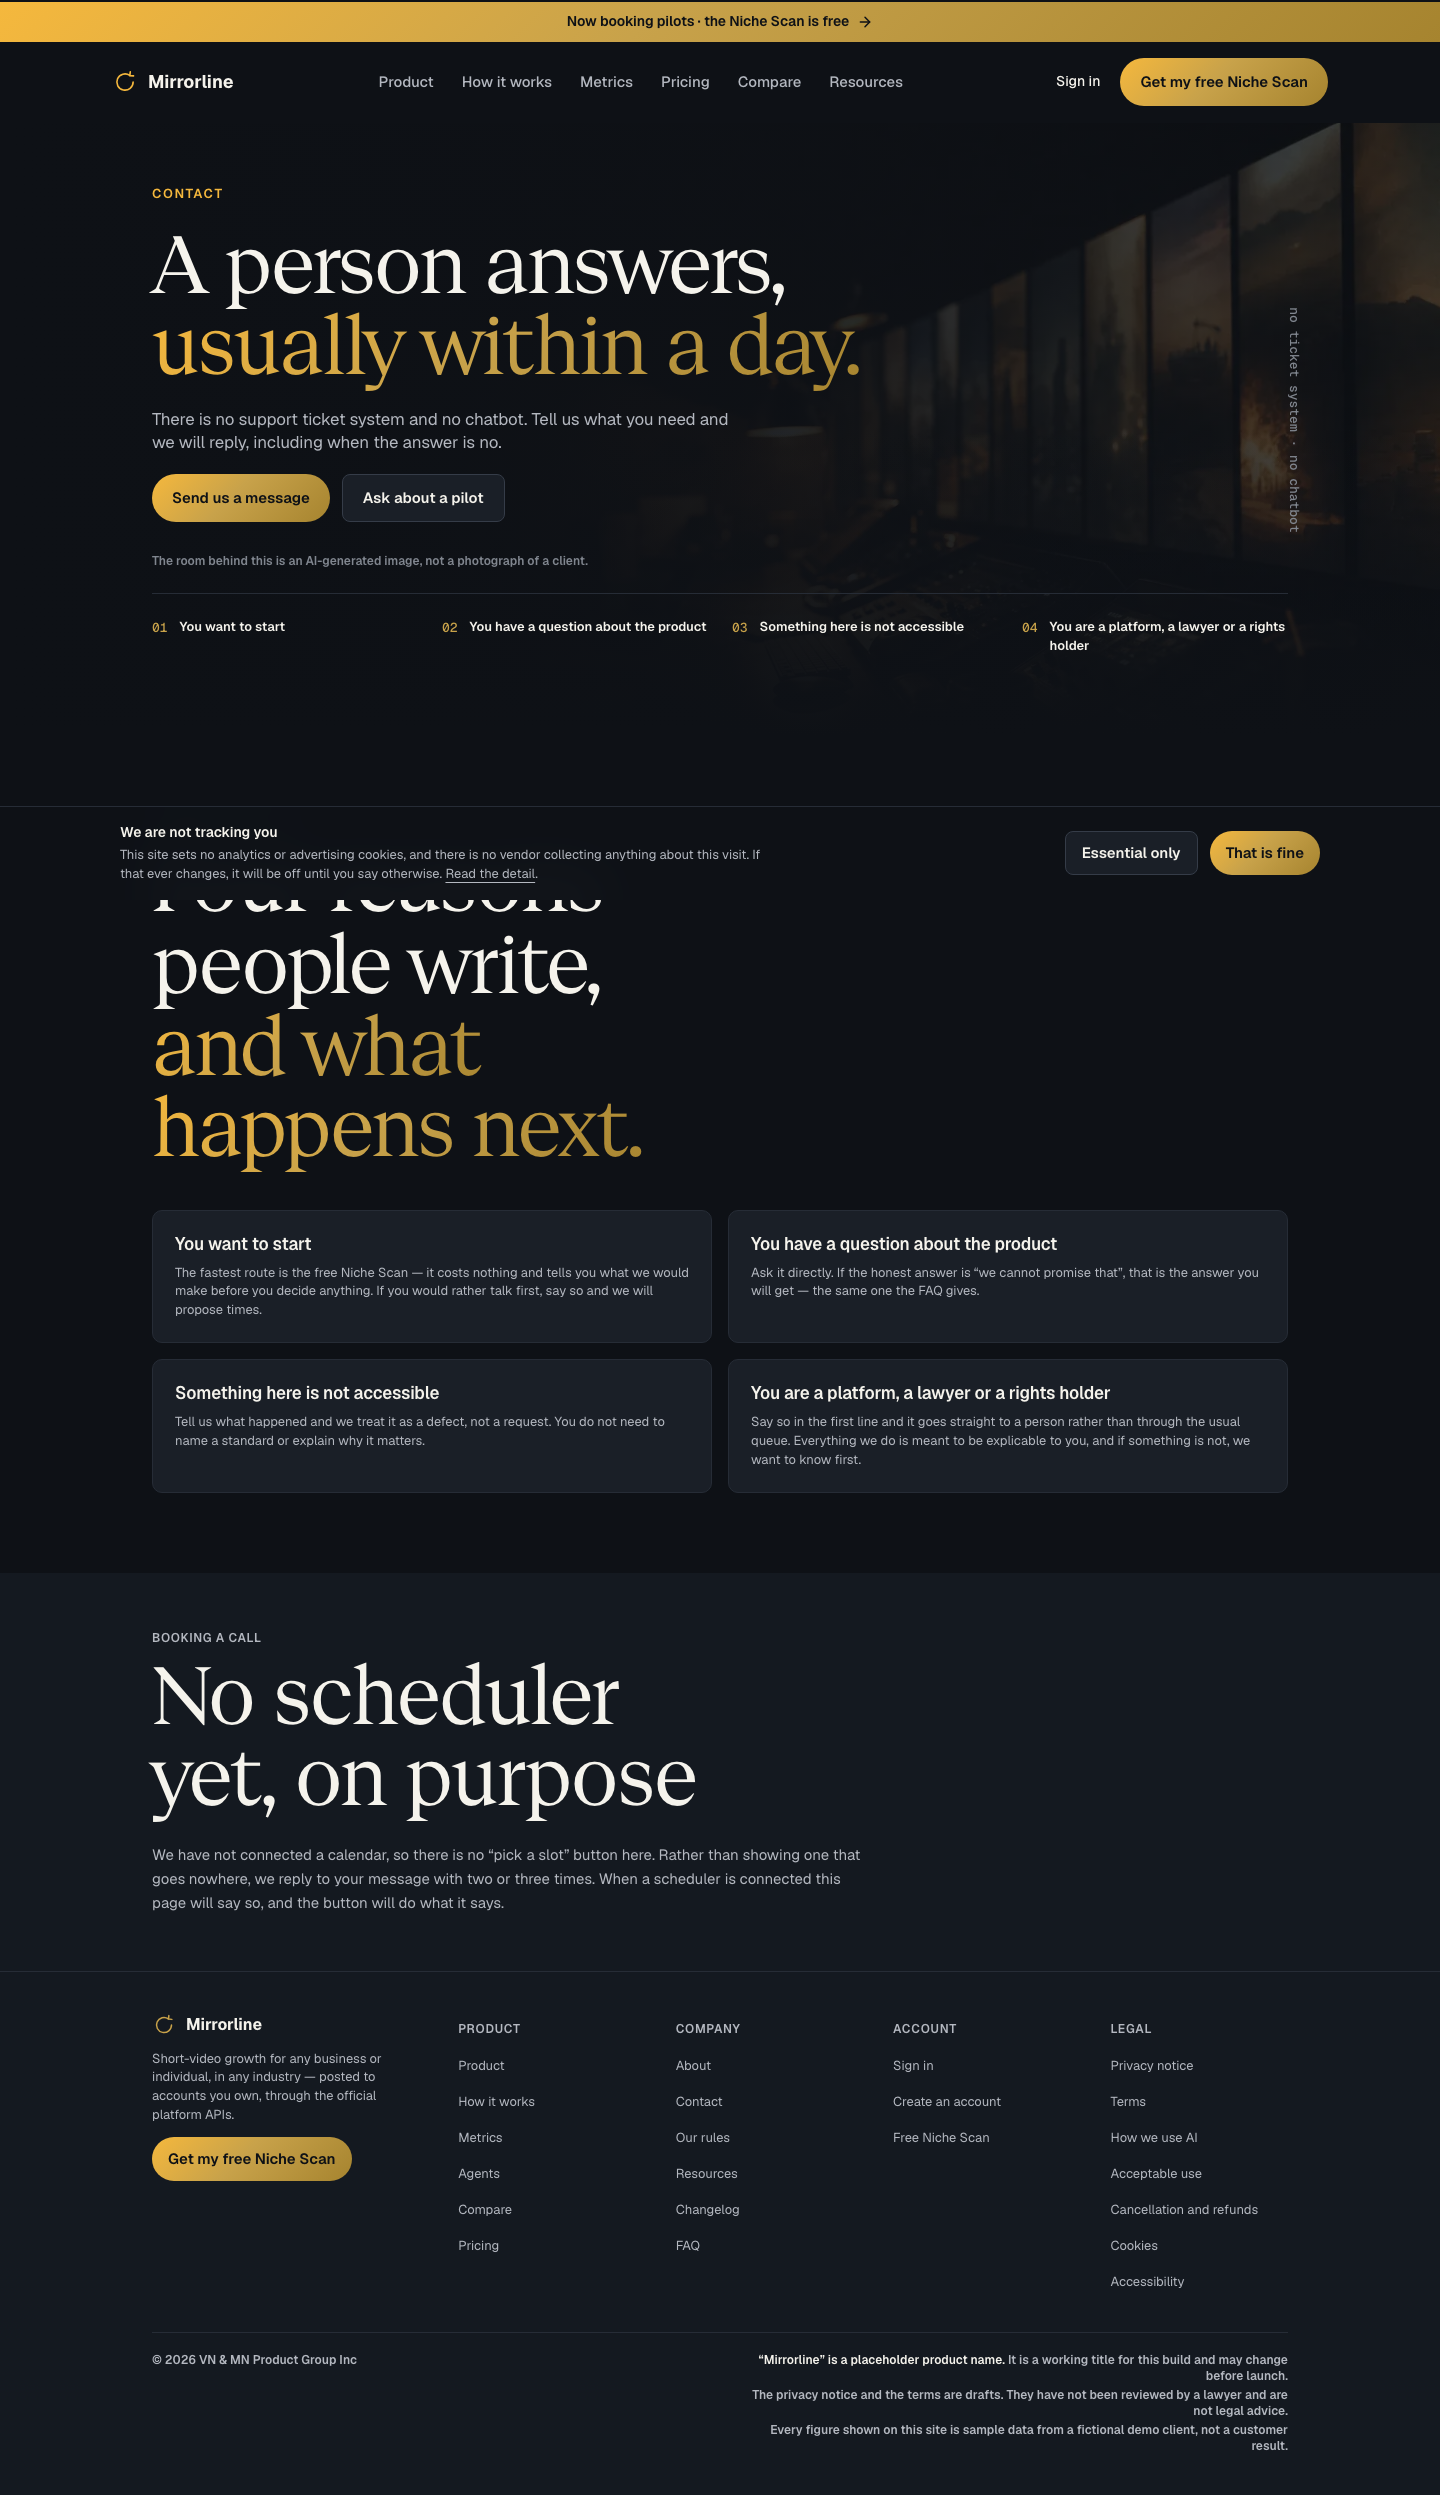 Now booking pilots · the Niche Scan is free →
Mirrorline
Product
How it works
Metrics
Pricing
Compare
Resources
Sign in
Get my free Niche Scan
CONTACT
A person answers,
usually within a day.
There is no support ticket system and no chatbot. Tell us what you need and
we will reply, including when the answer is no.
Send us a message
Ask about a pilot
no ticket system · no chatbot
The room behind this is an AI-generated image, not a photograph of a client.
01 You want to start
02 You have a question about the product
03 Something here is not accessible
04 You are a platform, a lawyer or a rights
holder
We are not tracking you
This site sets no analytics or advertising cookies, and there is no vendor collecting anything about this visit. If
that ever changes, it will be off until you say otherwise. Read the detail.
Essential only
That is fine
Four reasons
people write,
and what
happens next.
You want to start
The fastest route is the free Niche Scan — it costs nothing and tells you what we would
make before you decide anything. If you would rather talk first, say so and we will
propose times.
You have a question about the product
Ask it directly. If the honest answer is “we cannot promise that”, that is the answer you
will get — the same one the FAQ gives.
Something here is not accessible
Tell us what happened and we treat it as a defect, not a request. You do not need to
name a standard or explain why it matters.
You are a platform, a lawyer or a rights holder
Say so in the first line and it goes straight to a person rather than through the usual
queue. Everything we do is meant to be explicable to you, and if something is not, we
want to know first.
BOOKING A CALL
No scheduler
yet, on purpose
We have not connected a calendar, so there is no “pick a slot” button here. Rather than showing one that
goes nowhere, we reply to your message with two or three times. When a scheduler is connected this
page will say so, and the button will do what it says.
Mirrorline
Short-video growth for any business or
individual, in any industry — posted to
accounts you own, through the official
platform APIs.
Get my free Niche Scan
PRODUCT
Product
How it works
Metrics
Agents
Compare
Pricing
COMPANY
About
Contact
Our rules
Resources
Changelog
FAQ
ACCOUNT
Sign in
Create an account
Free Niche Scan
LEGAL
Privacy notice
Terms
How we use AI
Acceptable use
Cancellation and refunds
Cookies
Accessibility
© 2026 VN & MN Product Group Inc
“Mirrorline” is a placeholder product name. It is a working title for this build and may change
before launch.
The privacy notice and the terms are drafts. They have not been reviewed by a lawyer and are
not legal advice.
Every figure shown on this site is sample data from a fictional demo client, not a customer
result.